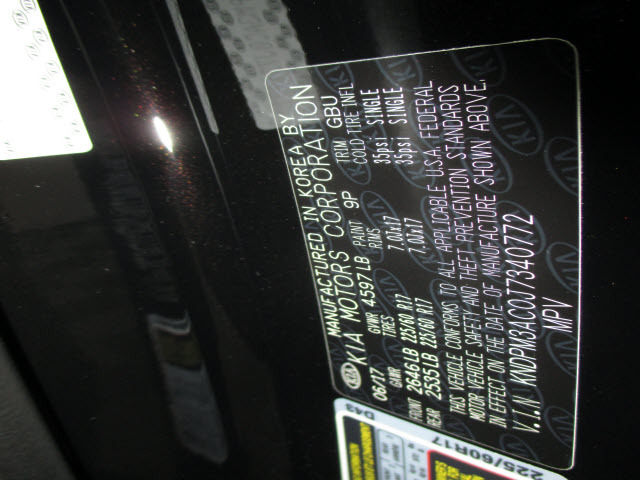 MANUFACTURED IN KOREA BY
KIA MOTORS CORPORATION
06/17 GVWR 4597LB PAINT 9P TRIM GBU
GAWR TIRES RIMS COLD TIRE INFL
FRONT 2646LB 225/60 R17 7.00x17 35psi SINGLE
REAR 2535LB 225/60 R17 7.00x17 35psi SINGLE
THIS VEHICLE CONFORMS TO ALL APPLICABLE U.S.A. FEDERAL
MOTOR VEHICLE SAFETY AND THEFT PREVENTION STANDARDS
IN EFFECT ON THE DATE OF MANUFACTURE SHOWN ABOVE.
V.I.N KNDPM3AC0J7340772
MPV
D43
225/60R17